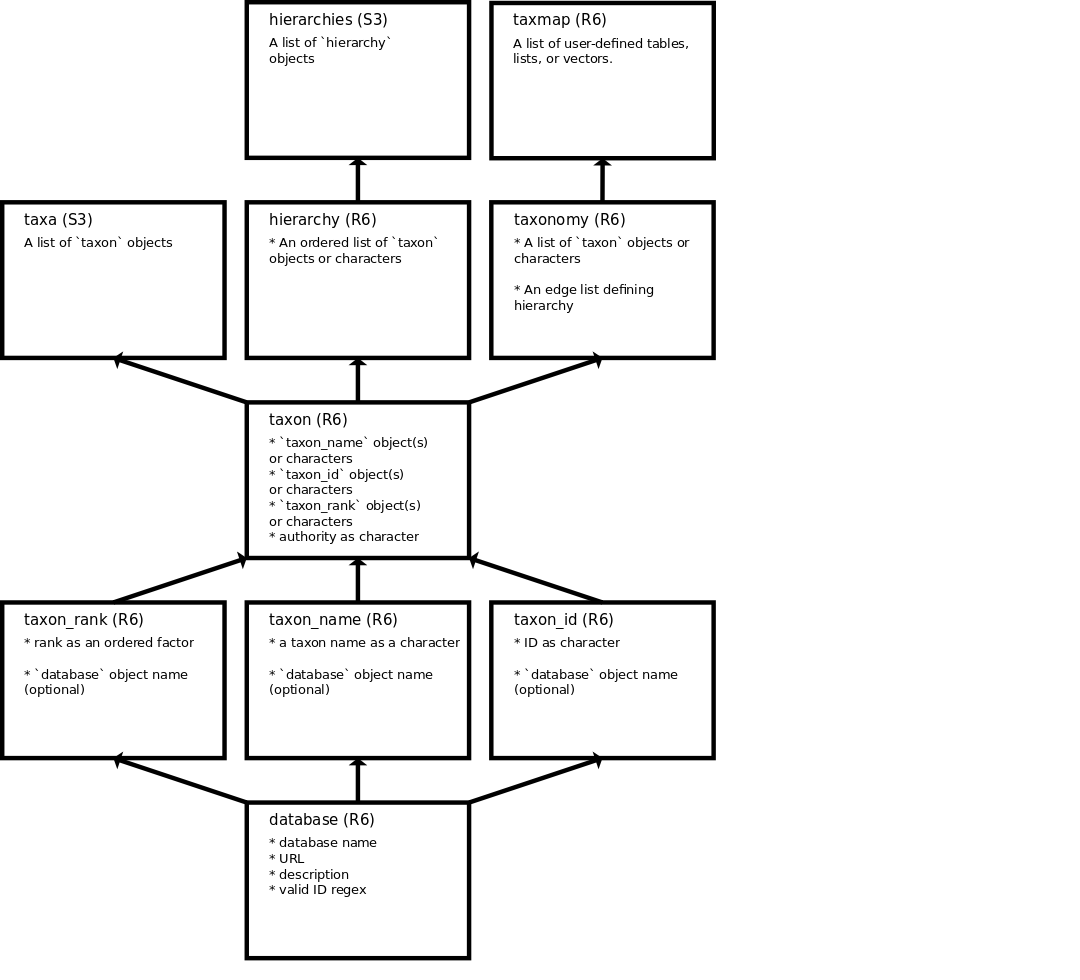 hierarchies (S3)
A list of `hierarchy`
objects
taxmap (R6)
A list of user-defined tables,
lists, or vectors.
taxa (S3)
A list of `taxon` objects
hierarchy (R6)
* An ordered list of `taxon`
objects or characters
taxonomy (R6)
* A list of `taxon` objects or
characters
* An edge list defining
hierarchy
taxon (R6)
* `taxon_name` object(s)
or characters
* `taxon_id` object(s)
or characters
* `taxon_rank` object(s)
or characters
* authority as character
taxon_rank (R6)
* rank as an ordered factor
* `database` object name
(optional)
taxon_name (R6)
* a taxon name as a character
* `database` object name
(optional)
taxon_id (R6)
* ID as character
* `database` object name
(optional)
database (R6)
* database name
* URL
* description
* valid ID regex